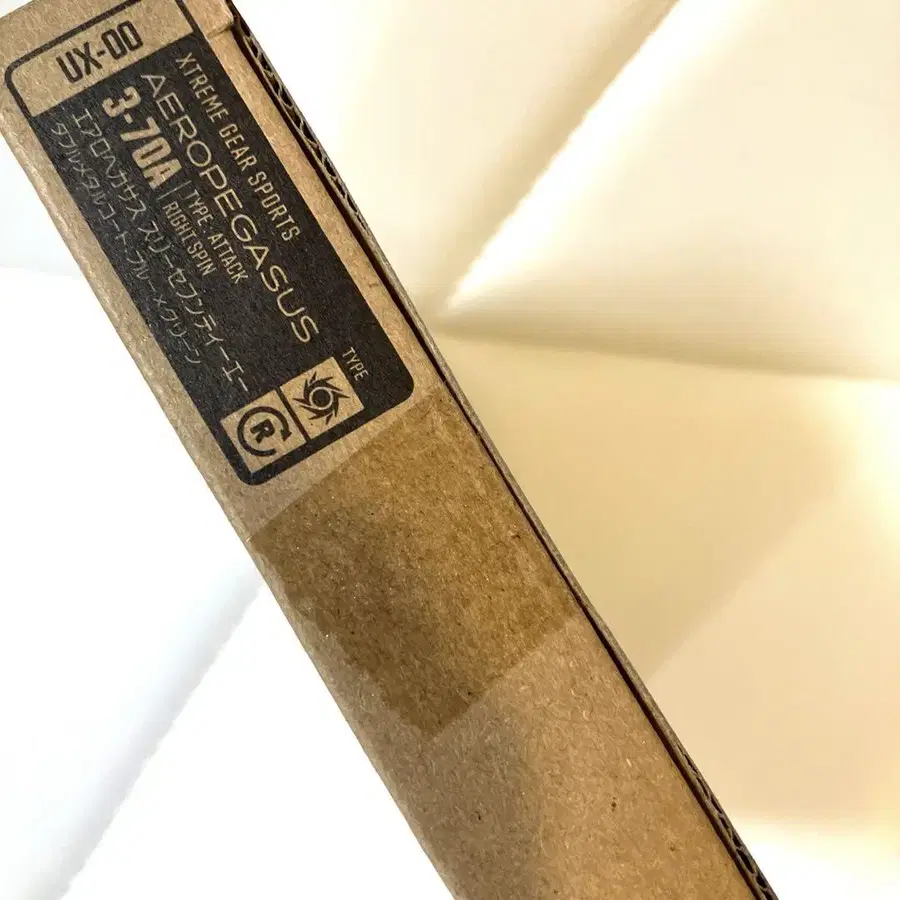 UX-00
XTREME GEAR SPORTS
AEROPEGASUS
3-70A
TYPE: ATTACK
RIGHT SPIN
エアロペガサス スリーセブンティーエー
ダブルメタルコート:ブルー×グリーン
TYPE
R